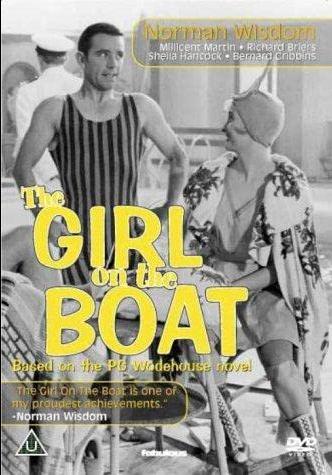 Norman Wisdom
Millicent Martin • Richard Briers
Sheila Hancock • Bernard Cribbins
The
GIRL
on the
BOAT
Based on the PG Wodehouse novel
"The Girl On The Boat is one of
my proudest achievements."
-Norman Wisdom
U
fabulous
DVD
VIDEO